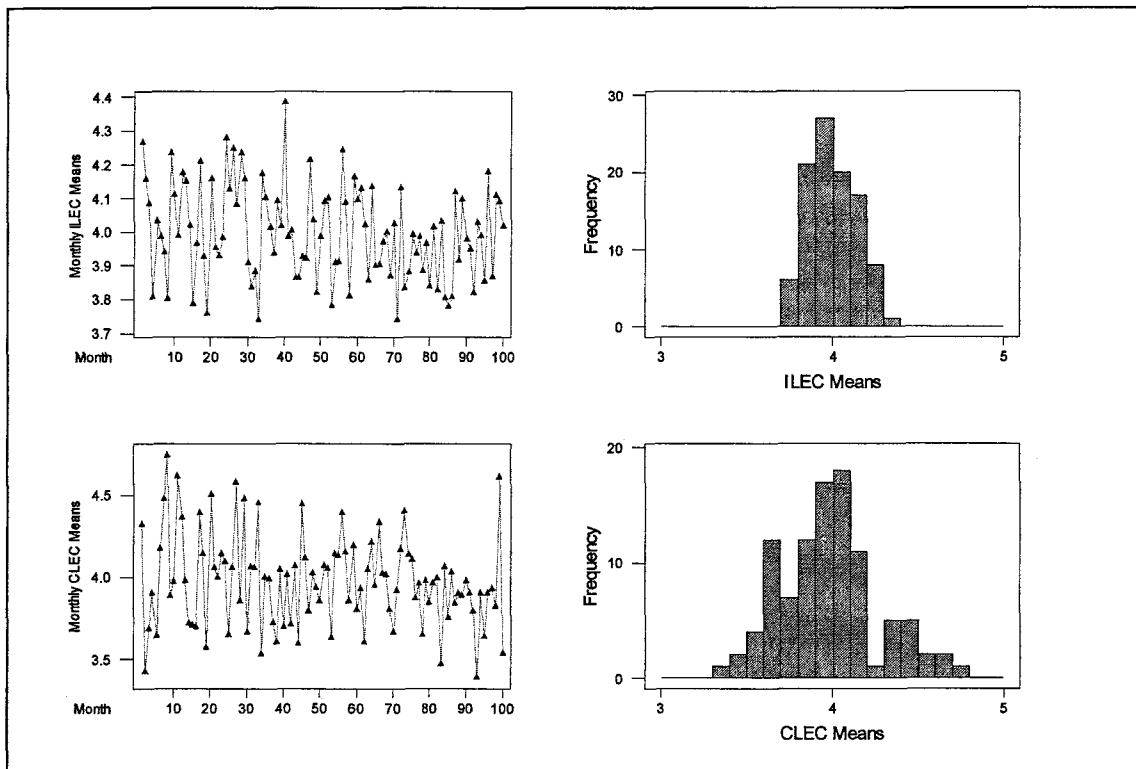 Monthly ILEC Means
4.4
4.3
4.2
4.1
4.0
3.9
3.8
3.7
Month 10 20 30 40 50 60 70 80 90 100
Frequency
30
20
10
0
3 4 5
ILEC Means
Monthly CLEC Means
4.5
4.0
3.5
Month 10 20 30 40 50 60 70 80 90 100
Frequency
20
10
0
3 4 5
CLEC Means